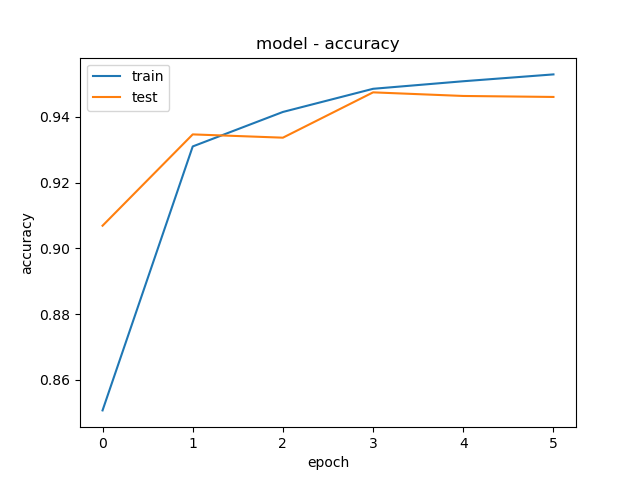 model - accuracy
train
test
accuracy
0.94
0.92
0.90
0.88
0.86
0 1 2 3 4 5
epoch